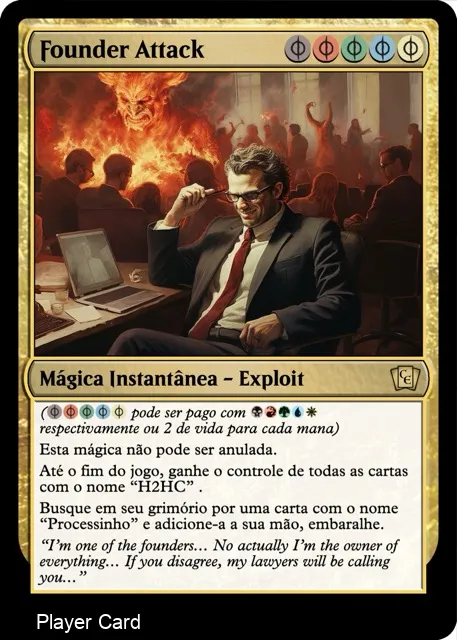 Founder Attack
Mágica Instantânea – Exploit
( pode ser pago com
respectivamente ou 2 de vida para cada mana)
Esta mágica não pode ser anulada.
Até o fim do jogo, ganhe o controle de todas as cartas
com o nome “H2HC” .
Busque em seu grimório por uma carta com o nome
“Processinho” e adicione-a a sua mão, embaralhe.
“I'm one of the founders… No actually I'm the owner of
everything… If you disagree, my lawyers will be calling
you…”
Player Card